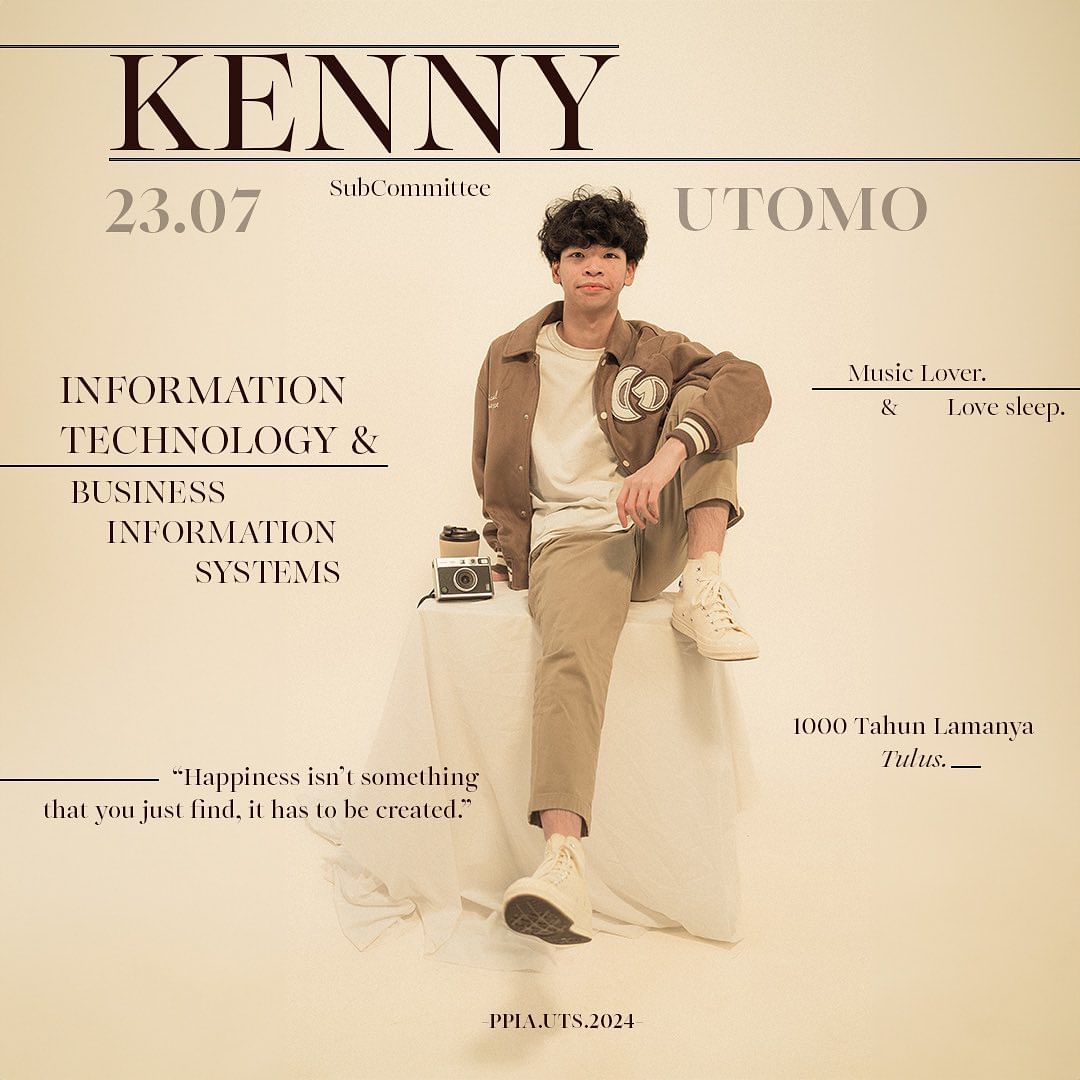 KENNY
23.07
SubCommittee
UTOMO
INFORMATION
TECHNOLOGY &
BUSINESS
INFORMATION
SYSTEMS
Music Lover.
& Love sleep.
1000 Tahun Lamanya
Tulus.
“Happiness isn’t something
that you just find, it has to be created.”
-PPIA.UTS.2024-